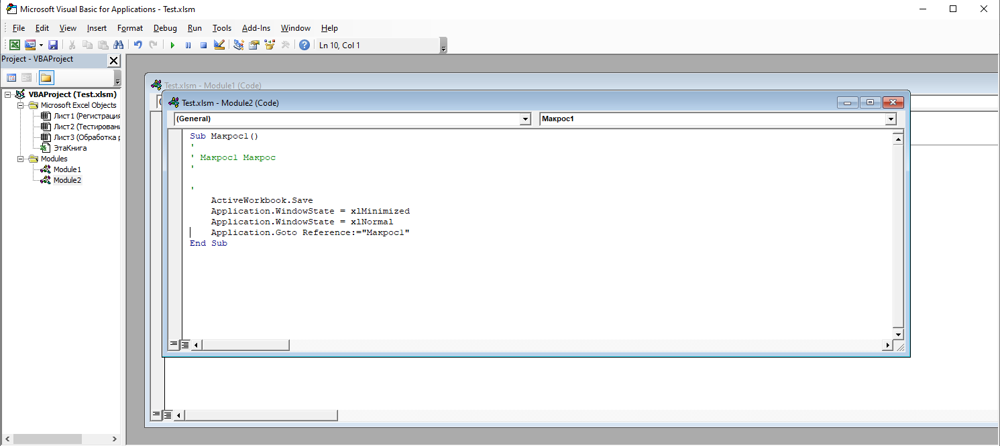 Microsoft Visual Basic for Applications - Test.xlsm
File Edit View Insert Format Debug Run Tools Add-Ins Window Help
Ln 10, Col 1
Project - VBAProject
VBAProject (Test.xlsm)
Microsoft Excel Objects
Лист1 (Регистрация
Лист2 (Тестировани
Лист3 (Обработка р
ЭтаКнига
Modules
Module1
Module2
Test.xlsm - Module1 (Code)
Test.xlsm - Module2 (Code)
(General) Макрос1
Sub Макрос1()
'
' Макрос1 Макрос
'
'
ActiveWorkbook.Save
Application.WindowState = xlMinimized
Application.WindowState = xlNormal
Application.Goto Reference:="Макрос1"
End Sub